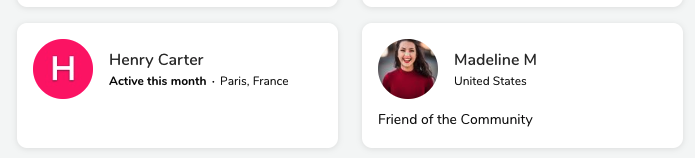 H
Henry Carter
Active this month · Paris, France
Madeline M
United States
Friend of the Community